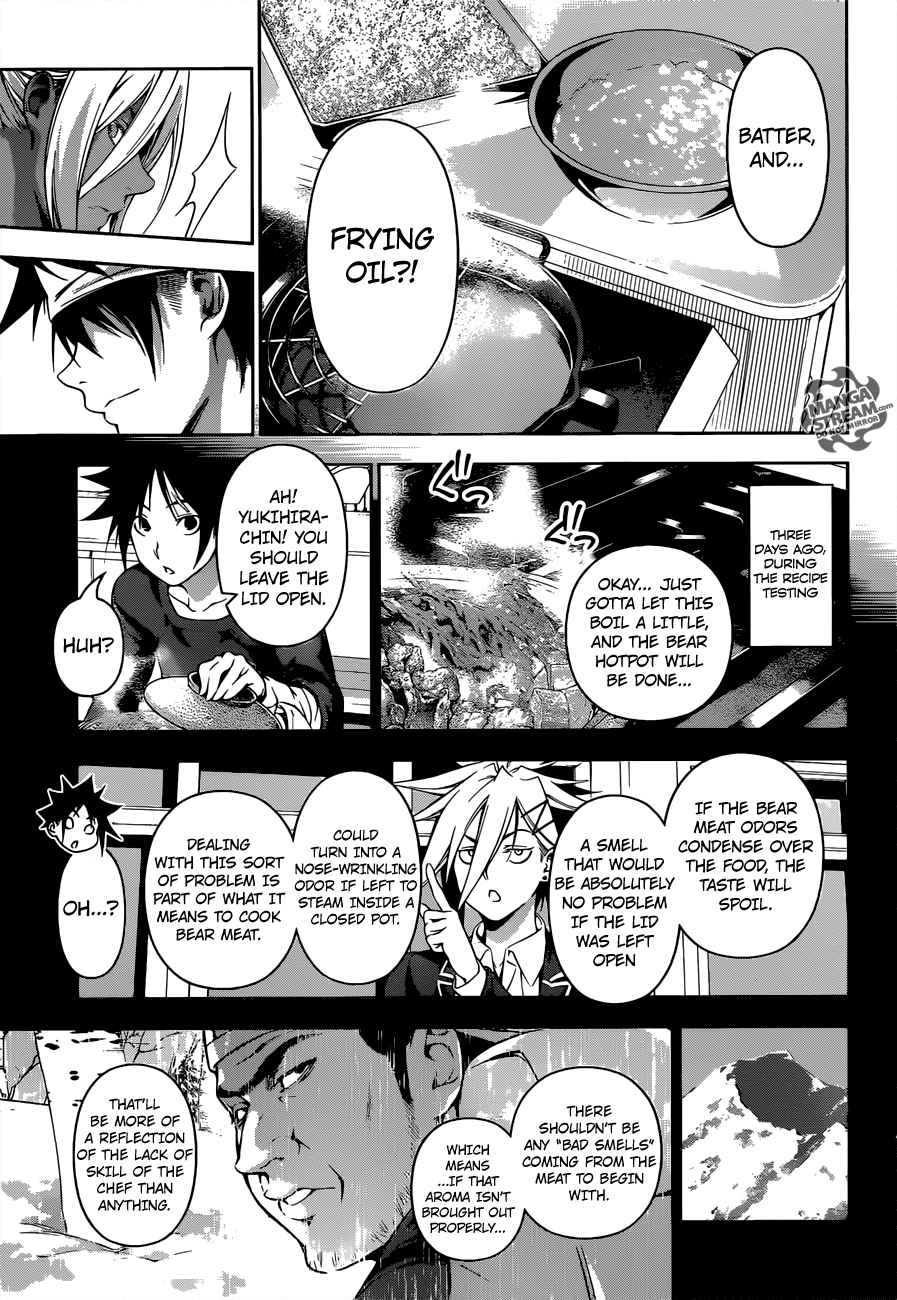 BATTER,
AND...
FRYING
OIL?!
MANGA
STREAM.com
DO NOT MIRROR
THREE
DAYS AGO,
DURING
THE RECIPE
TESTING
OKAY... JUST
GOTTA LET THIS
BOIL A LITTLE,
AND THE BEAR
HOTPOT WILL
BE DONE...
AH!
YUKIHIRA-
CHIN! YOU
SHOULD
LEAVE THE
LID OPEN.
HUH?
IF THE BEAR
MEAT ODORS
CONDENSE OVER
THE FOOD, THE
TASTE WILL
SPOIL.
A SMELL
THAT WOULD
BE ABSOLUTELY
NO PROBLEM
IF THE LID
WAS LEFT
OPEN
COULD
TURN INTO A
NOSE-WRINKLING
ODOR IF LEFT TO
STEAM INSIDE A
CLOSED POT.
DEALING
WITH THIS SORT
OF PROBLEM IS
PART OF WHAT IT
MEANS TO COOK
BEAR MEAT.
OH...?
THERE
SHOULDN'T BE
ANY "BAD SMELLS"
COMING FROM THE
MEAT TO BEGIN
WITH.
WHICH
MEANS
...IF THAT
AROMA ISN'T
BROUGHT OUT
PROPERLY...
THAT'LL
BE MORE OF
A REFLECTION
OF THE LACK OF
SKILL OF THE
CHEF THAN
ANYTHING.